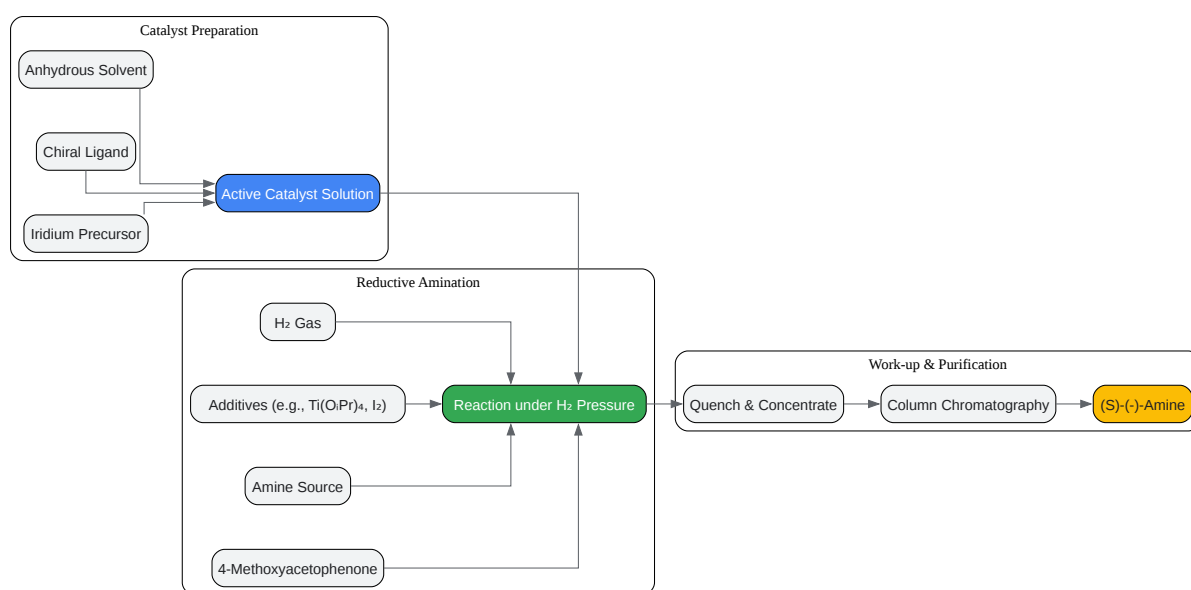 Catalyst Preparation
Anhydrous Solvent
Chiral Ligand
Active Catalyst Solution
Iridium Precursor
Reductive Amination
H₂ Gas
Additives (e.g., Ti(OᵢPr)₄, I₂)
Reaction under H₂ Pressure
Amine Source
4-Methoxyacetophenone
Work-up & Purification
Quench & Concentrate
Column Chromatography
(S)-(-)-Amine